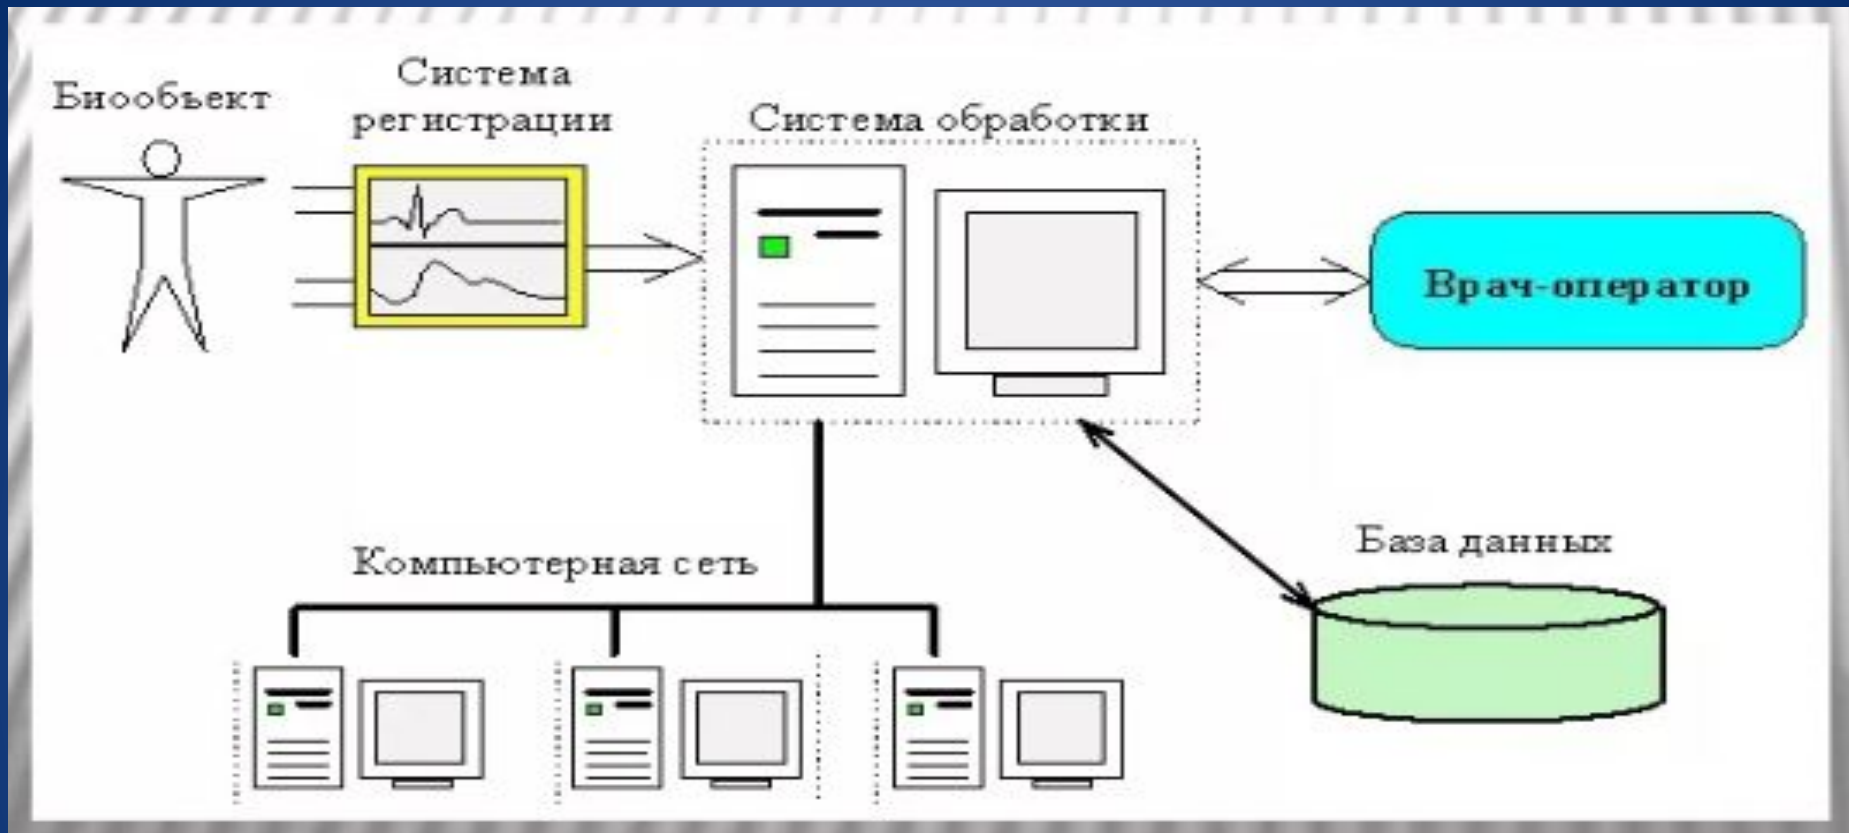 Биообъект
Система
регистрации
Система обработки
Врач-оператор
База данных
Компьютерная сеть